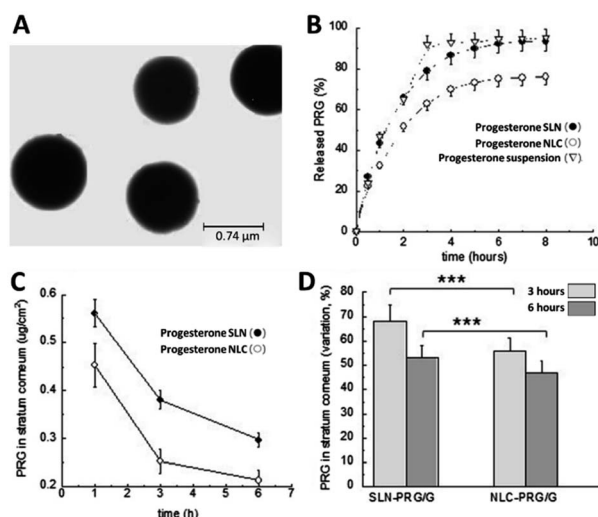 A
0.74 µm
B
Released PRG (%)
100
80
60
40
20
0
Progesterone SLN (●)
Progesterone NLC (○)
Progesterone suspension (▽)
0 2 4 6 8 10
time (hours)
C
PRG in stratum corneum (ug/cm²)
0.6
0.5
0.4
0.3
0.2
Progesterone SLN (●)
Progesterone NLC (○)
0 1 2 3 4 5 6 7
time (h)
D
PRG in stratum corneum (variation, %)
80
70
60
50
40
30
20
10
0
***
***
3 hours
6 hours
SLN-PRG/G NLC-PRG/G